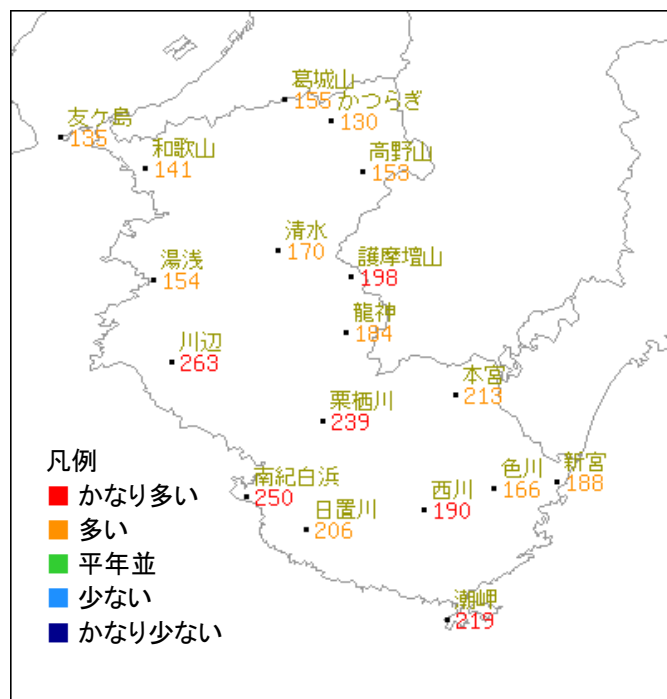 葛城山
155
かつらぎ
130
友ケ島
135
和歌山
141
高野山
153
清水
170
湯浅
154
護摩壇山
198
龍神
184
川辺
263
本宮
213
栗栖川
239
凡例
かなり多い
多い
平年並
少ない
かなり少ない
南紀白浜
250
日置川
206
西川
190
色川
166
新宮
188
潮岬
219